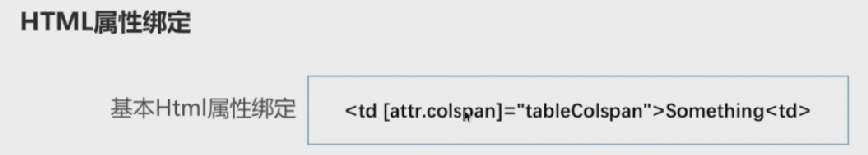 HTML属性绑定
基本Html属性绑定
<td [attr.colspan]="tableColspan">Something<td>